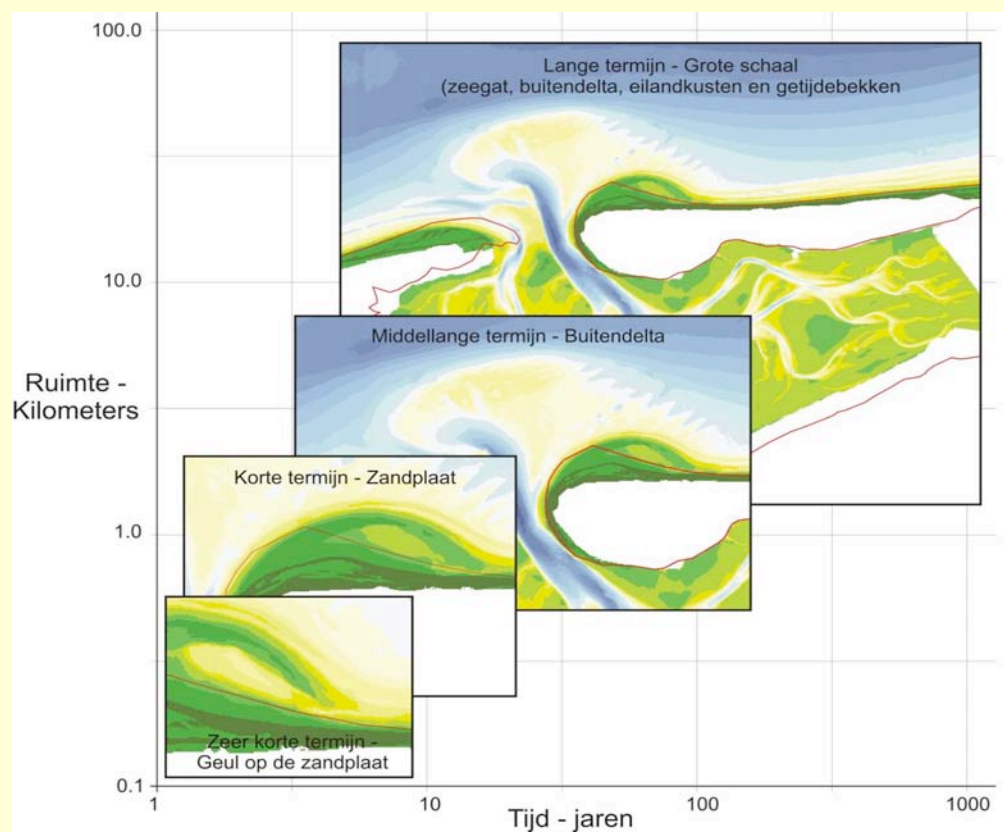 100.0
Lange termijn - Grote schaal
(zeegat, buitendelta, eilandkusten en getijdebekken
10.0
Middellange termijn - Buitendelta
Ruimte -
Kilometers
Korte termijn - Zandplaat
1.0
Zeer korte termijn -
Geul op de zandplaat
0.1
1
10
100
1000
Tijd - jaren